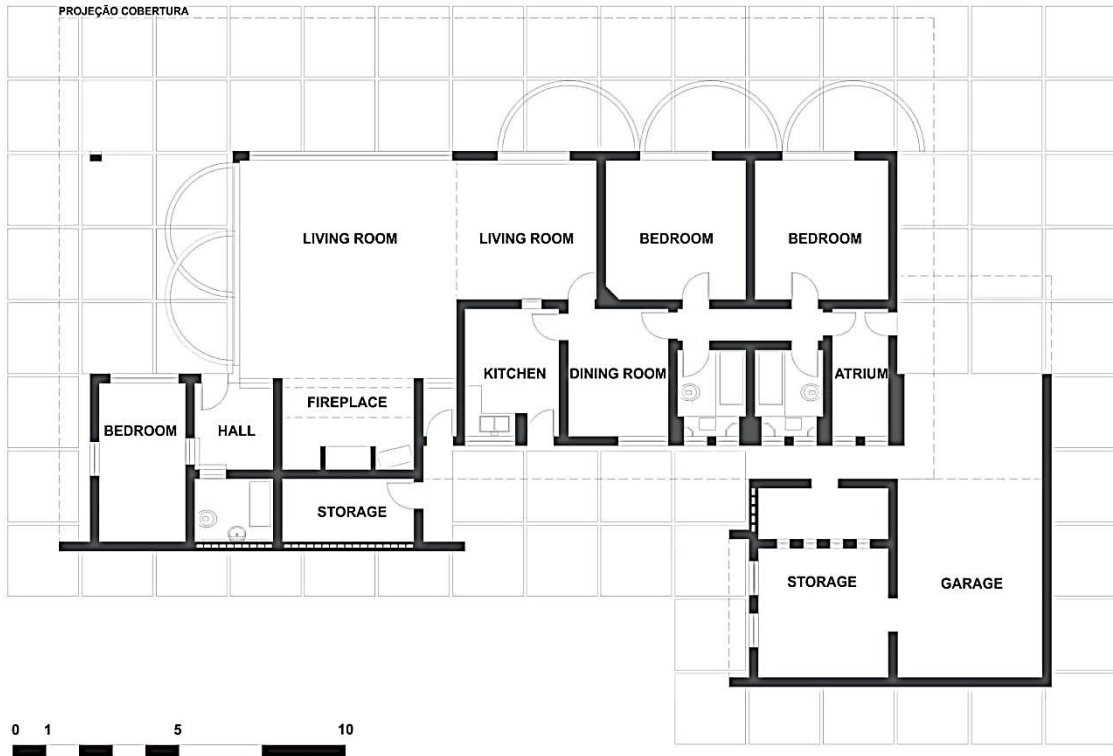 PROJEÇÃO COBERTURA
LIVING ROOM
LIVING ROOM
BEDROOM
BEDROOM
KITCHEN
DINING ROOM
ATRIUM
FIREPLACE
BEDROOM
HALL
STORAGE
STORAGE
GARAGE
0 1 5 10